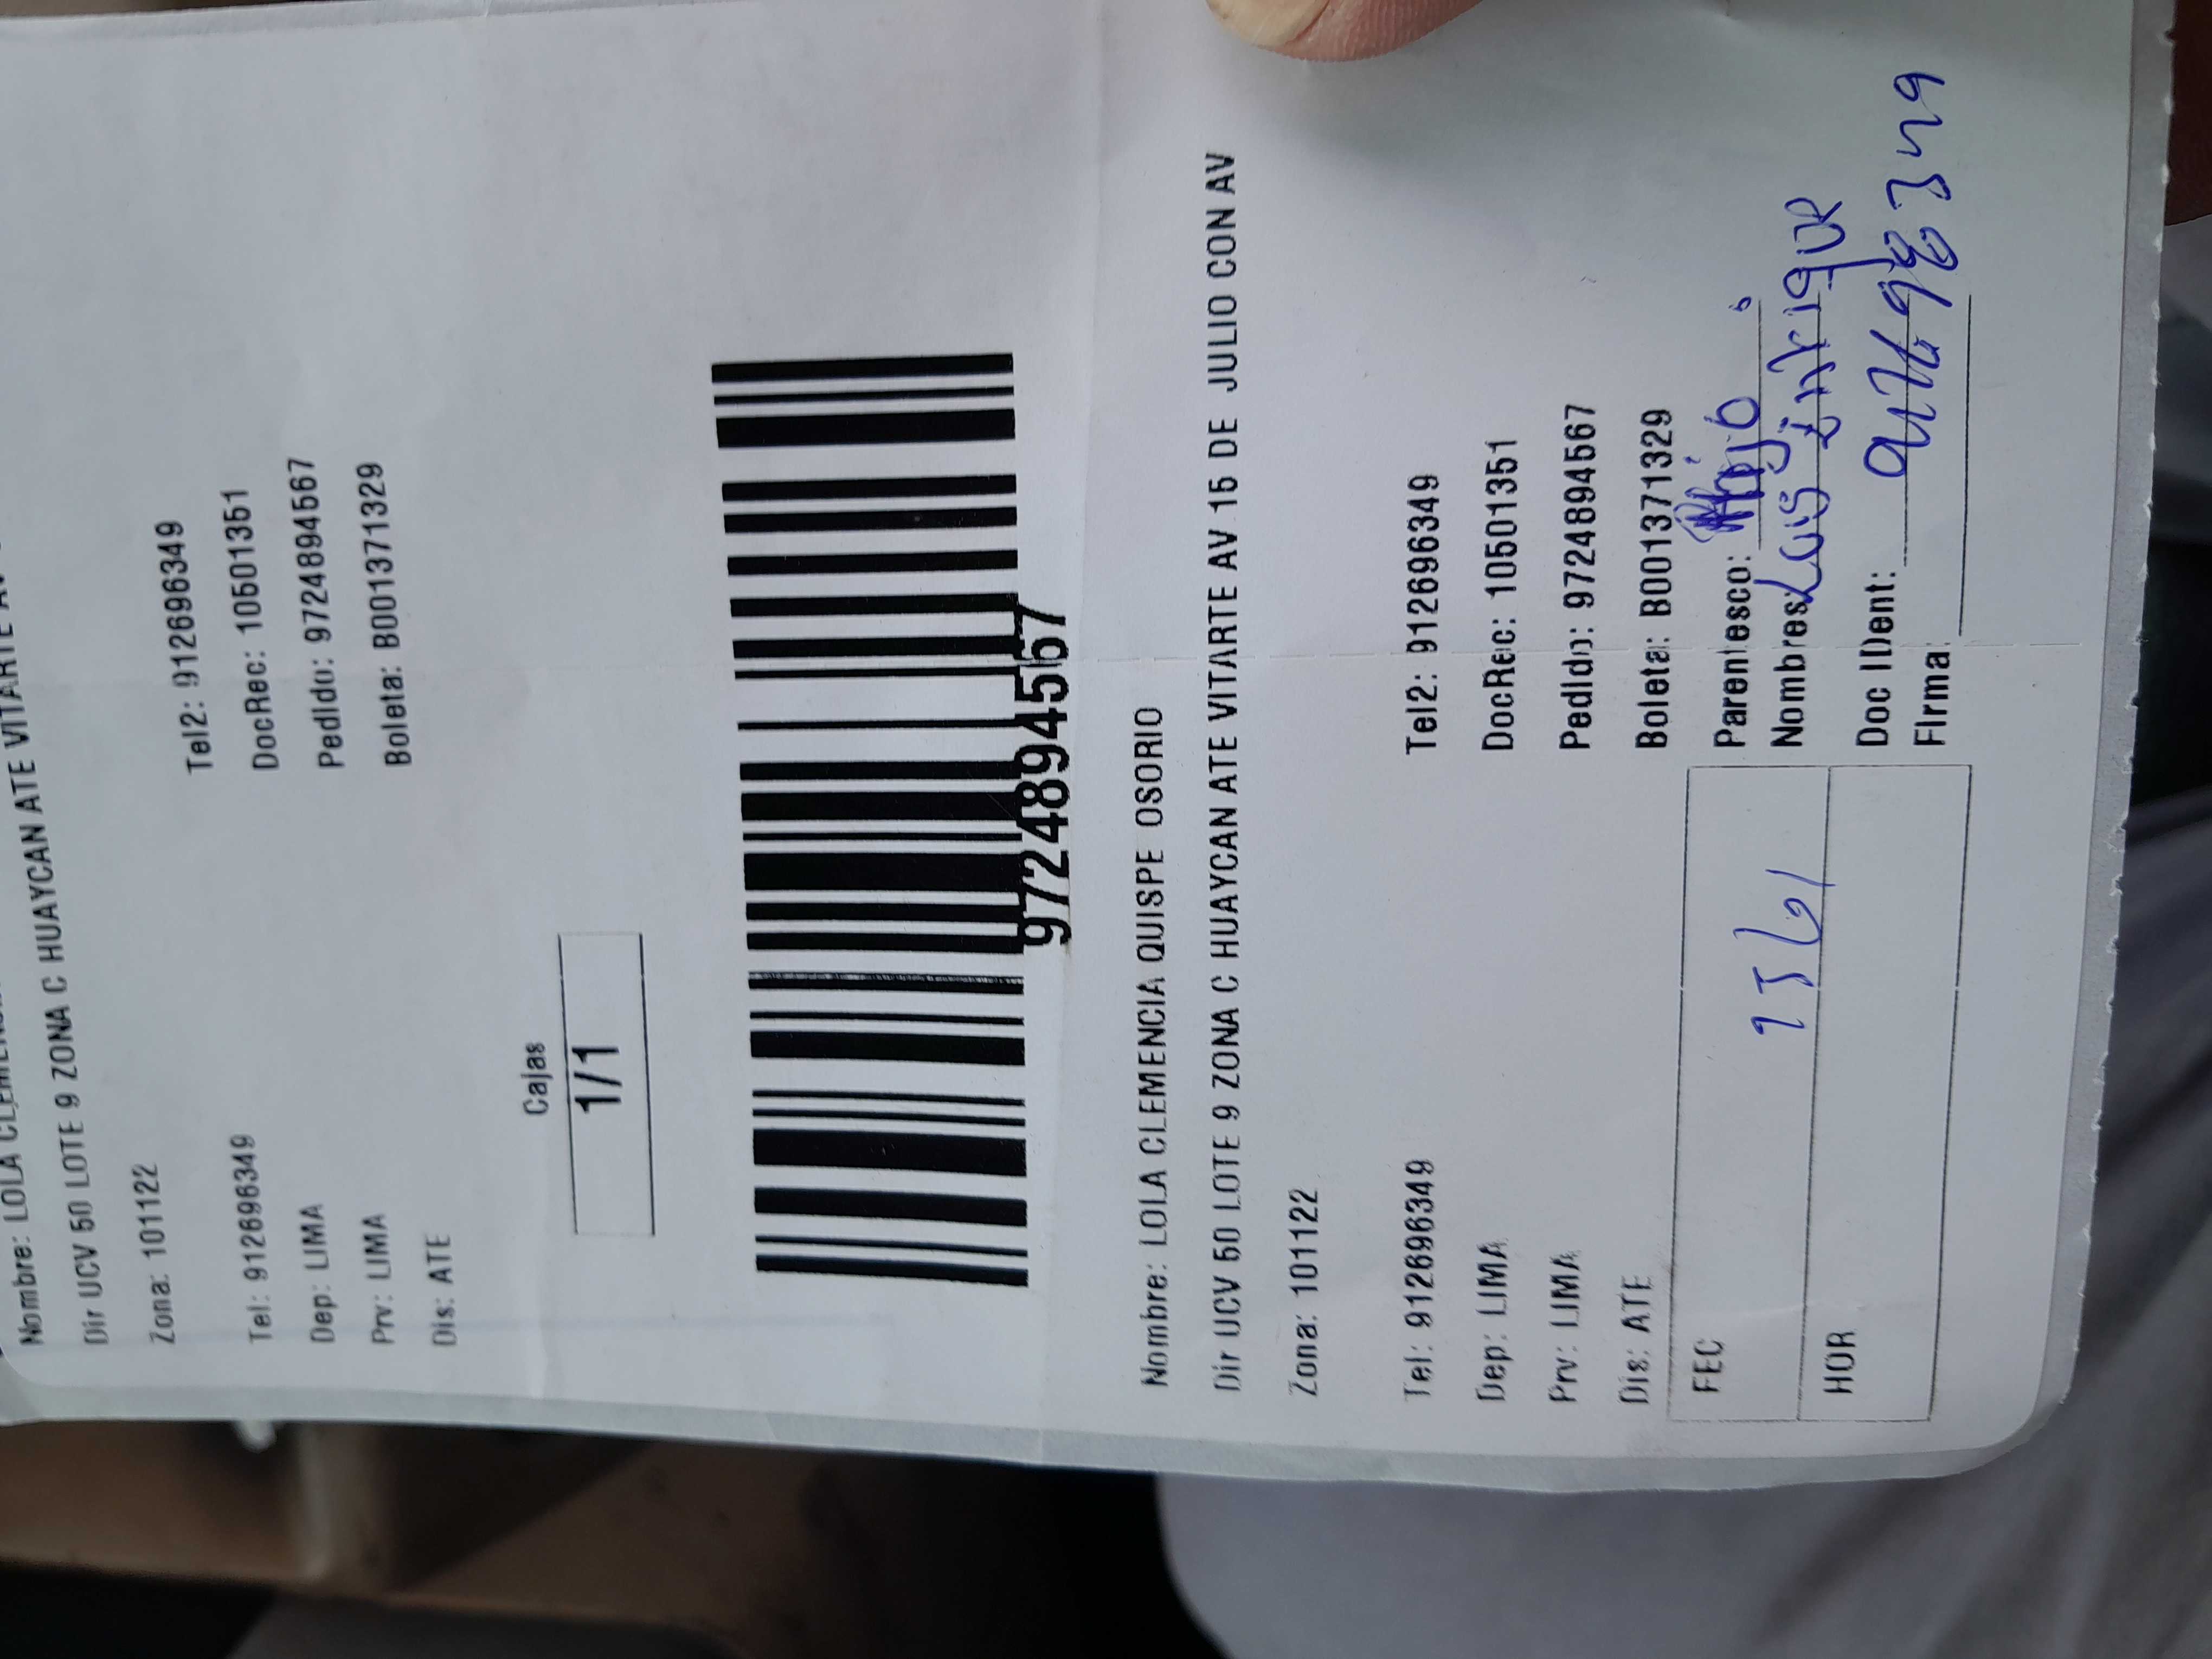 Nombre: LOLA
Dir UCV 50 LOTE 9 ZONA C HUAYCAN ATE VITARTE
Zona: 101122
Tel: 912696349 Tel2: 912696349
Dep: LIMA DocRec: 10501351
Prv: LIMA PedIdo: 9724894567
Dis: ATE Boleta: B001371329
Cajas
1/1
9724894567
Nombre: LOLA CLEMENCIA QUISPE OSORIO
Dir UCV 50 LOTE 9 ZONA C HUAYCAN ATE VITARTE AV 15 DE JULIO CON AV
Zona: 101122
Tel: 912696349 Tel2: 912696349
Dep: LIMA DocRec: 10501351
Prv: LIMA PedIdo: 9724894567
Dis: ATE Boleta: B001371329
FEC Parentesco: hijo
Nombres: Luis Enrique
HOR Doc IDent:
FIrma